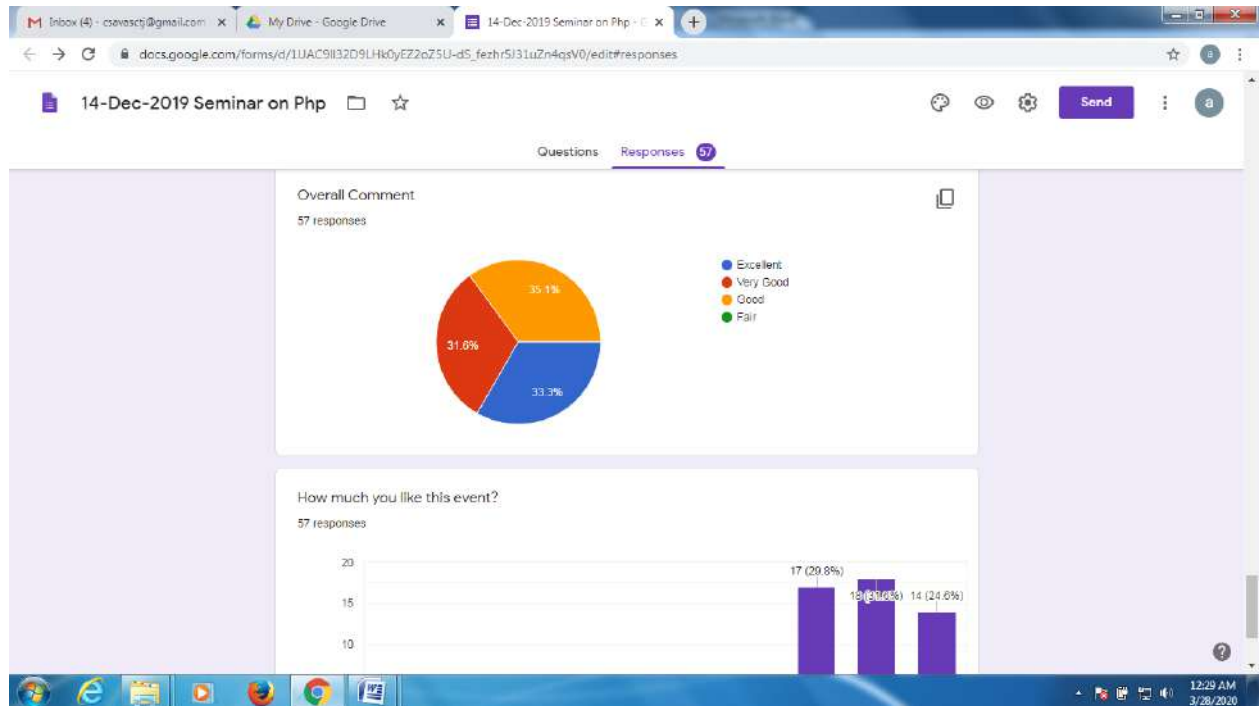 Inbox (4) - csavasctj@gmail.com
My Drive - Google Drive
14-Dec-2019 Seminar on Php -
docs.google.com/forms/d/
/edit#responses
14-Dec-2019 Seminar on Php
Send
a
Questions Responses 57
Overall Comment
57 responses
35.1%
31.6%
33.3%
Excellent
Very Good
Good
Fair
How much you like this event?
57 responses
20
15
10
17 (29.8%)
18 (31.6%)
14 (24.6%)
12:29 AM
3/28/2020